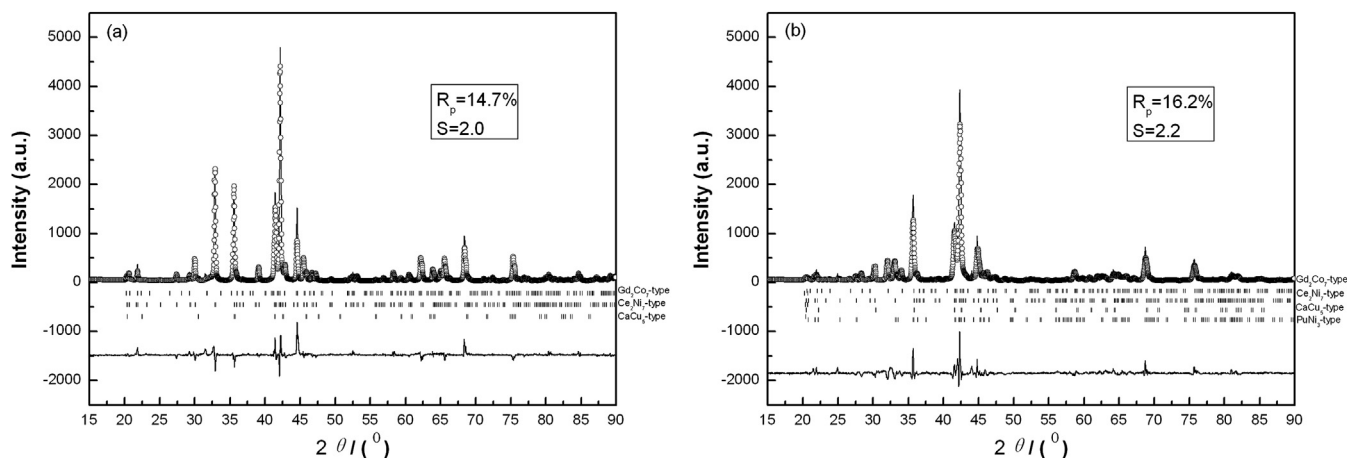 (a)
R_p=14.7%
S=2.0
Intensity (a.u.)
5000
4000
3000
2000
1000
0
-1000
-2000
Gd₂Co₇-type
Ce₂Ni₇-type
CaCu₅-type
15 20 25 30 35 40 45 50 55 60 65 70 75 80 85 90
2 θ / (⁰)
(b)
R_p=16.2%
S=2.2
Intensity (a.u.)
5000
4000
3000
2000
1000
0
-1000
-2000
Gd₂Co₇-type
Ce₂Ni₇-type
CaCu₅-type
PuNi₃-type
15 20 25 30 35 40 45 50 55 60 65 70 75 80 85 90
2 θ / (⁰)